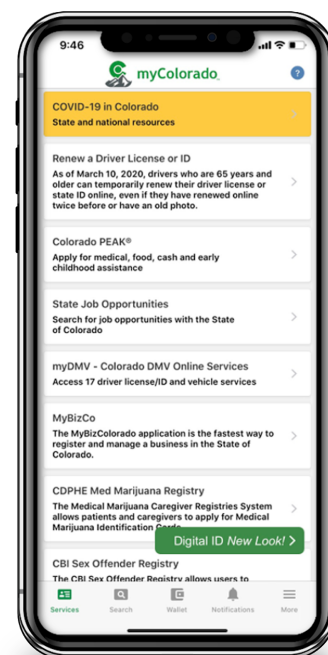 9:46
myColorado
?
COVID-19 in Colorado
State and national resources
Renew a Driver License or ID
As of March 10, 2020, drivers who are 65 years and
older can temporarily renew their driver license or
state ID online, even if they have renewed online
twice before or have an old photo.
Colorado PEAK®
Apply for medical, food, cash and early
childhood assistance
State Job Opportunities
Search for job opportunities with the State
of Colorado
myDMV - Colorado DMV Online Services
Access 17 driver license/ID and vehicle services
MyBizCo
The MyBizColorado application is the fastest way to
register and manage a business in the State of
Colorado.
CDPHE Med Marijuana Registry
The Medical Marijuana Caregiver Registries System
allows patients and caregivers to apply for Medical
Marijuana Identification
Digital ID New Look!
CBI Sex Offender Registry
The CBI Sex Offender Registry allows users to
Services Search Wallet Notifications More